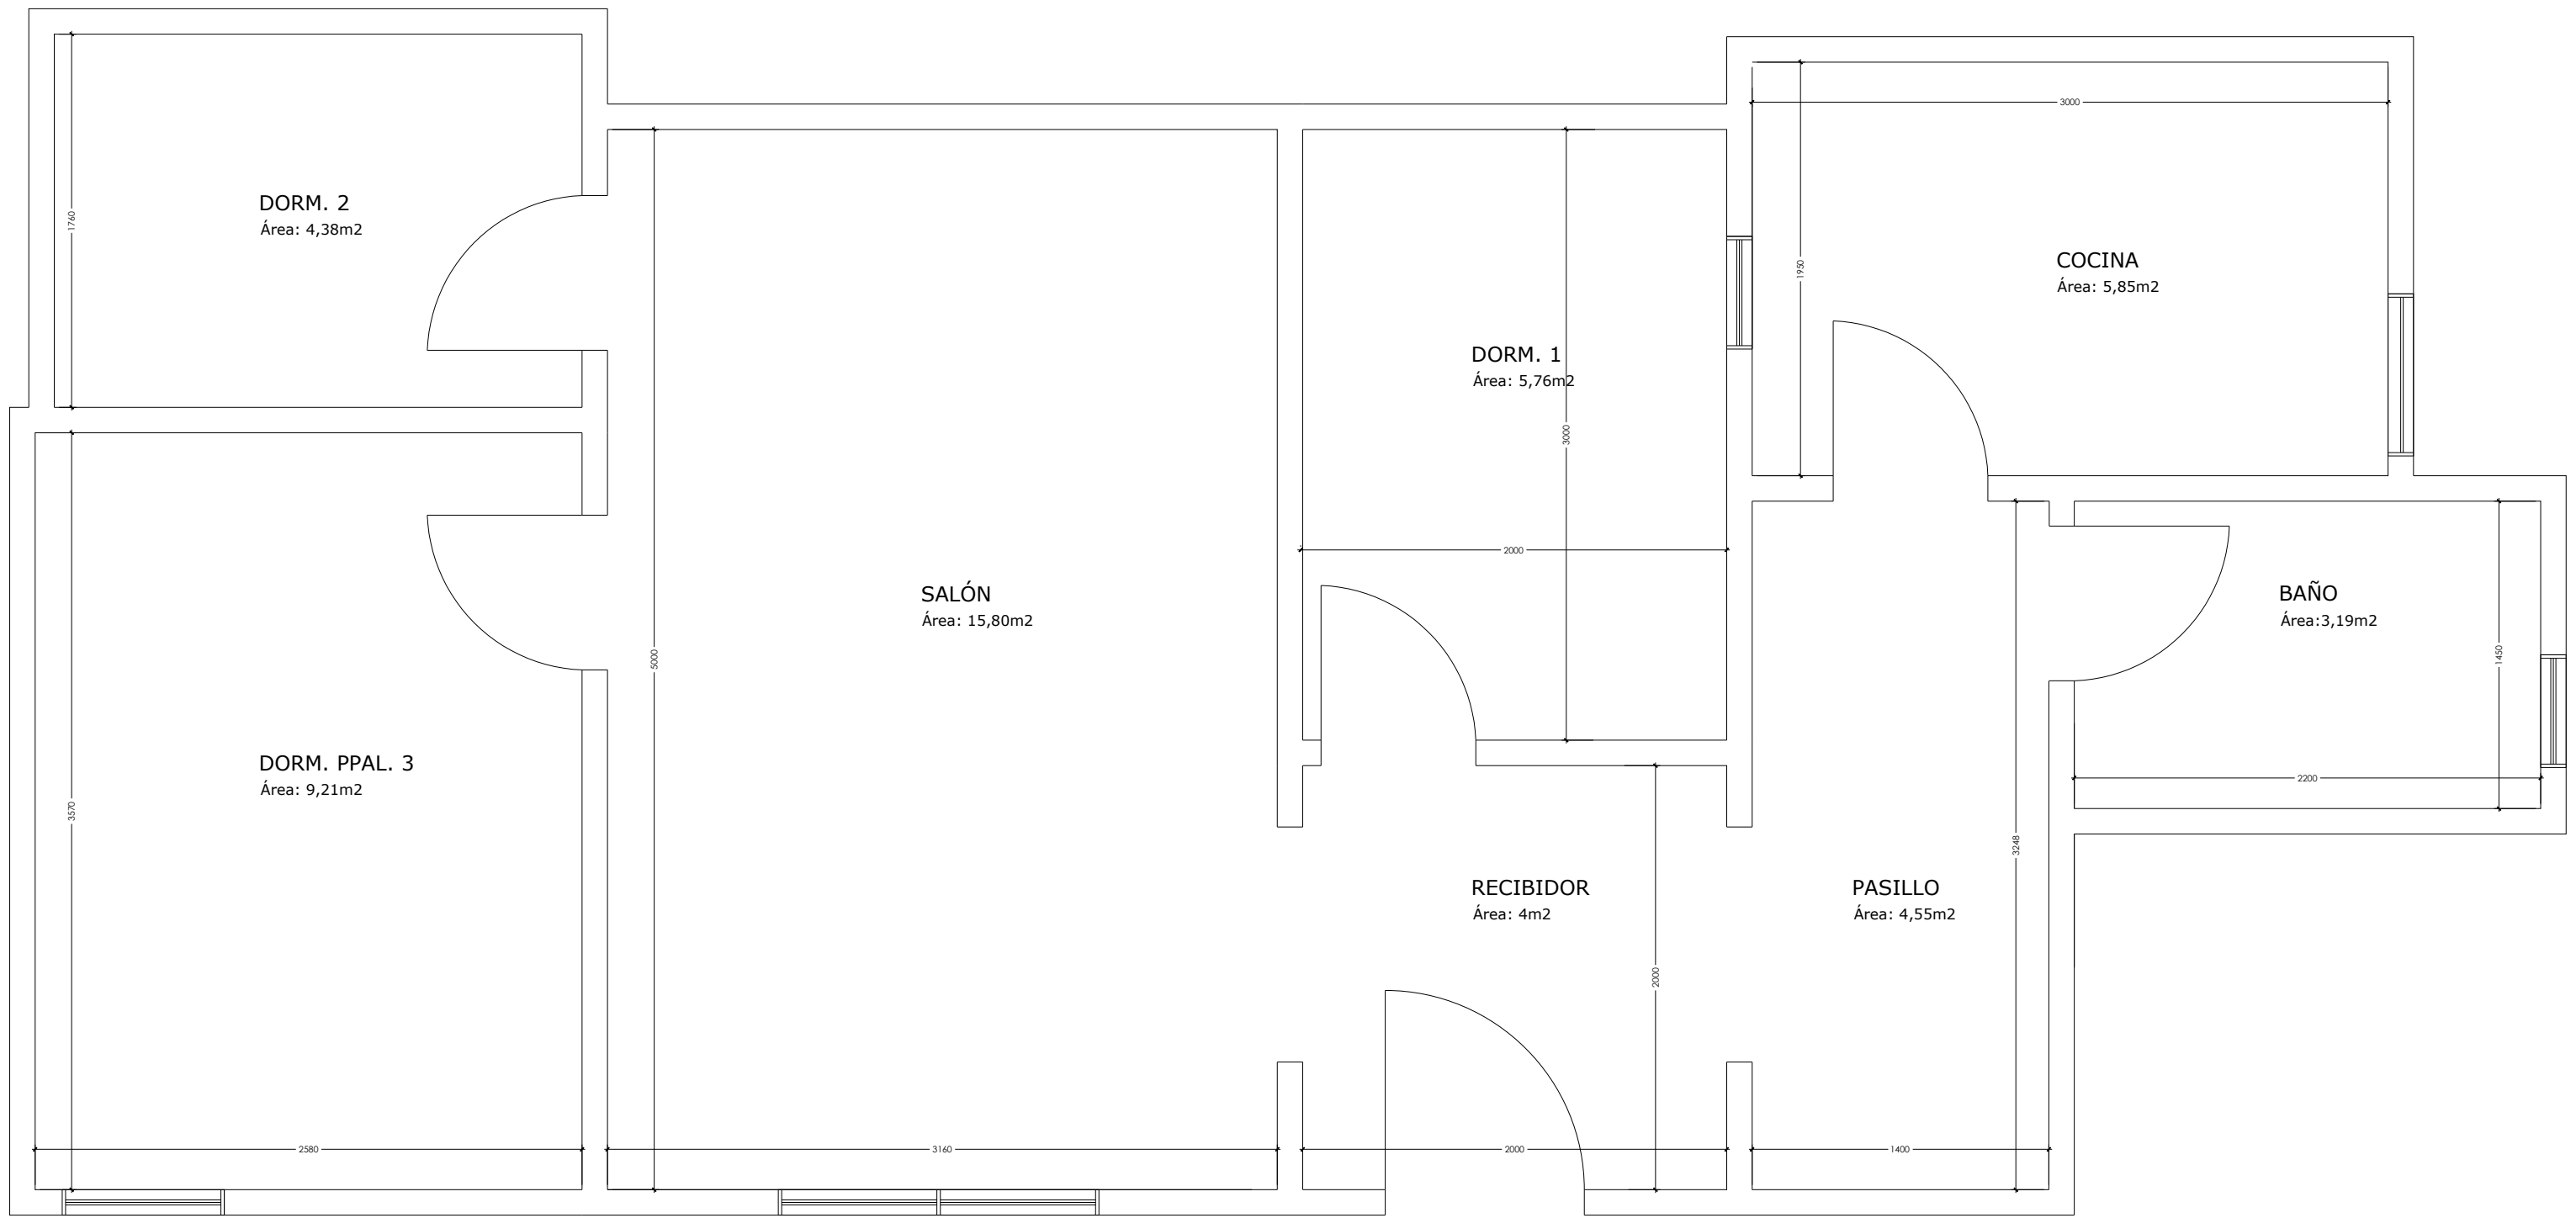 3000
DORM. 2
Área: 4,38m2
1760
COCINA
Área: 5,85m2
1950
DORM. 1
Área: 5,76m2
3000
2000
SALÓN
Área: 15,80m2
5000
BAÑO
Área:3,19m2
1450
2200
DORM. PPAL. 3
Área: 9,21m2
3570
3248
RECIBIDOR
Área: 4m2
2000
PASILLO
Área: 4,55m2
2580
3160
2000
1400